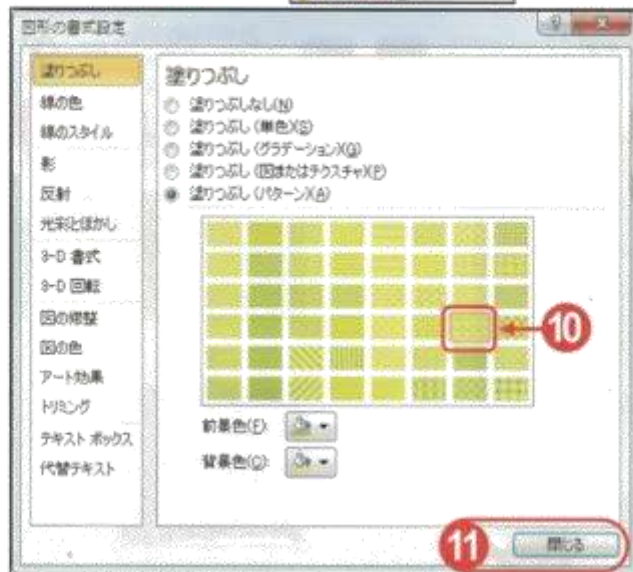 図形の書式設定
塗りつぶし
線の色
線のスタイル
影
反射
光彩とぼかし
3-D 書式
3-D 回転
図の修整
図の色
アート効果
トリミング
テキスト ボックス
代替テキスト
塗りつぶし
塗りつぶしなし(N)
塗りつぶし (単色)(S)
塗りつぶし (グラデーション)(G)
塗りつぶし (図またはテクスチャ)(P)
塗りつぶし (パターン)(A)
10
前景色(F):
背景色(C):
11
閉じる